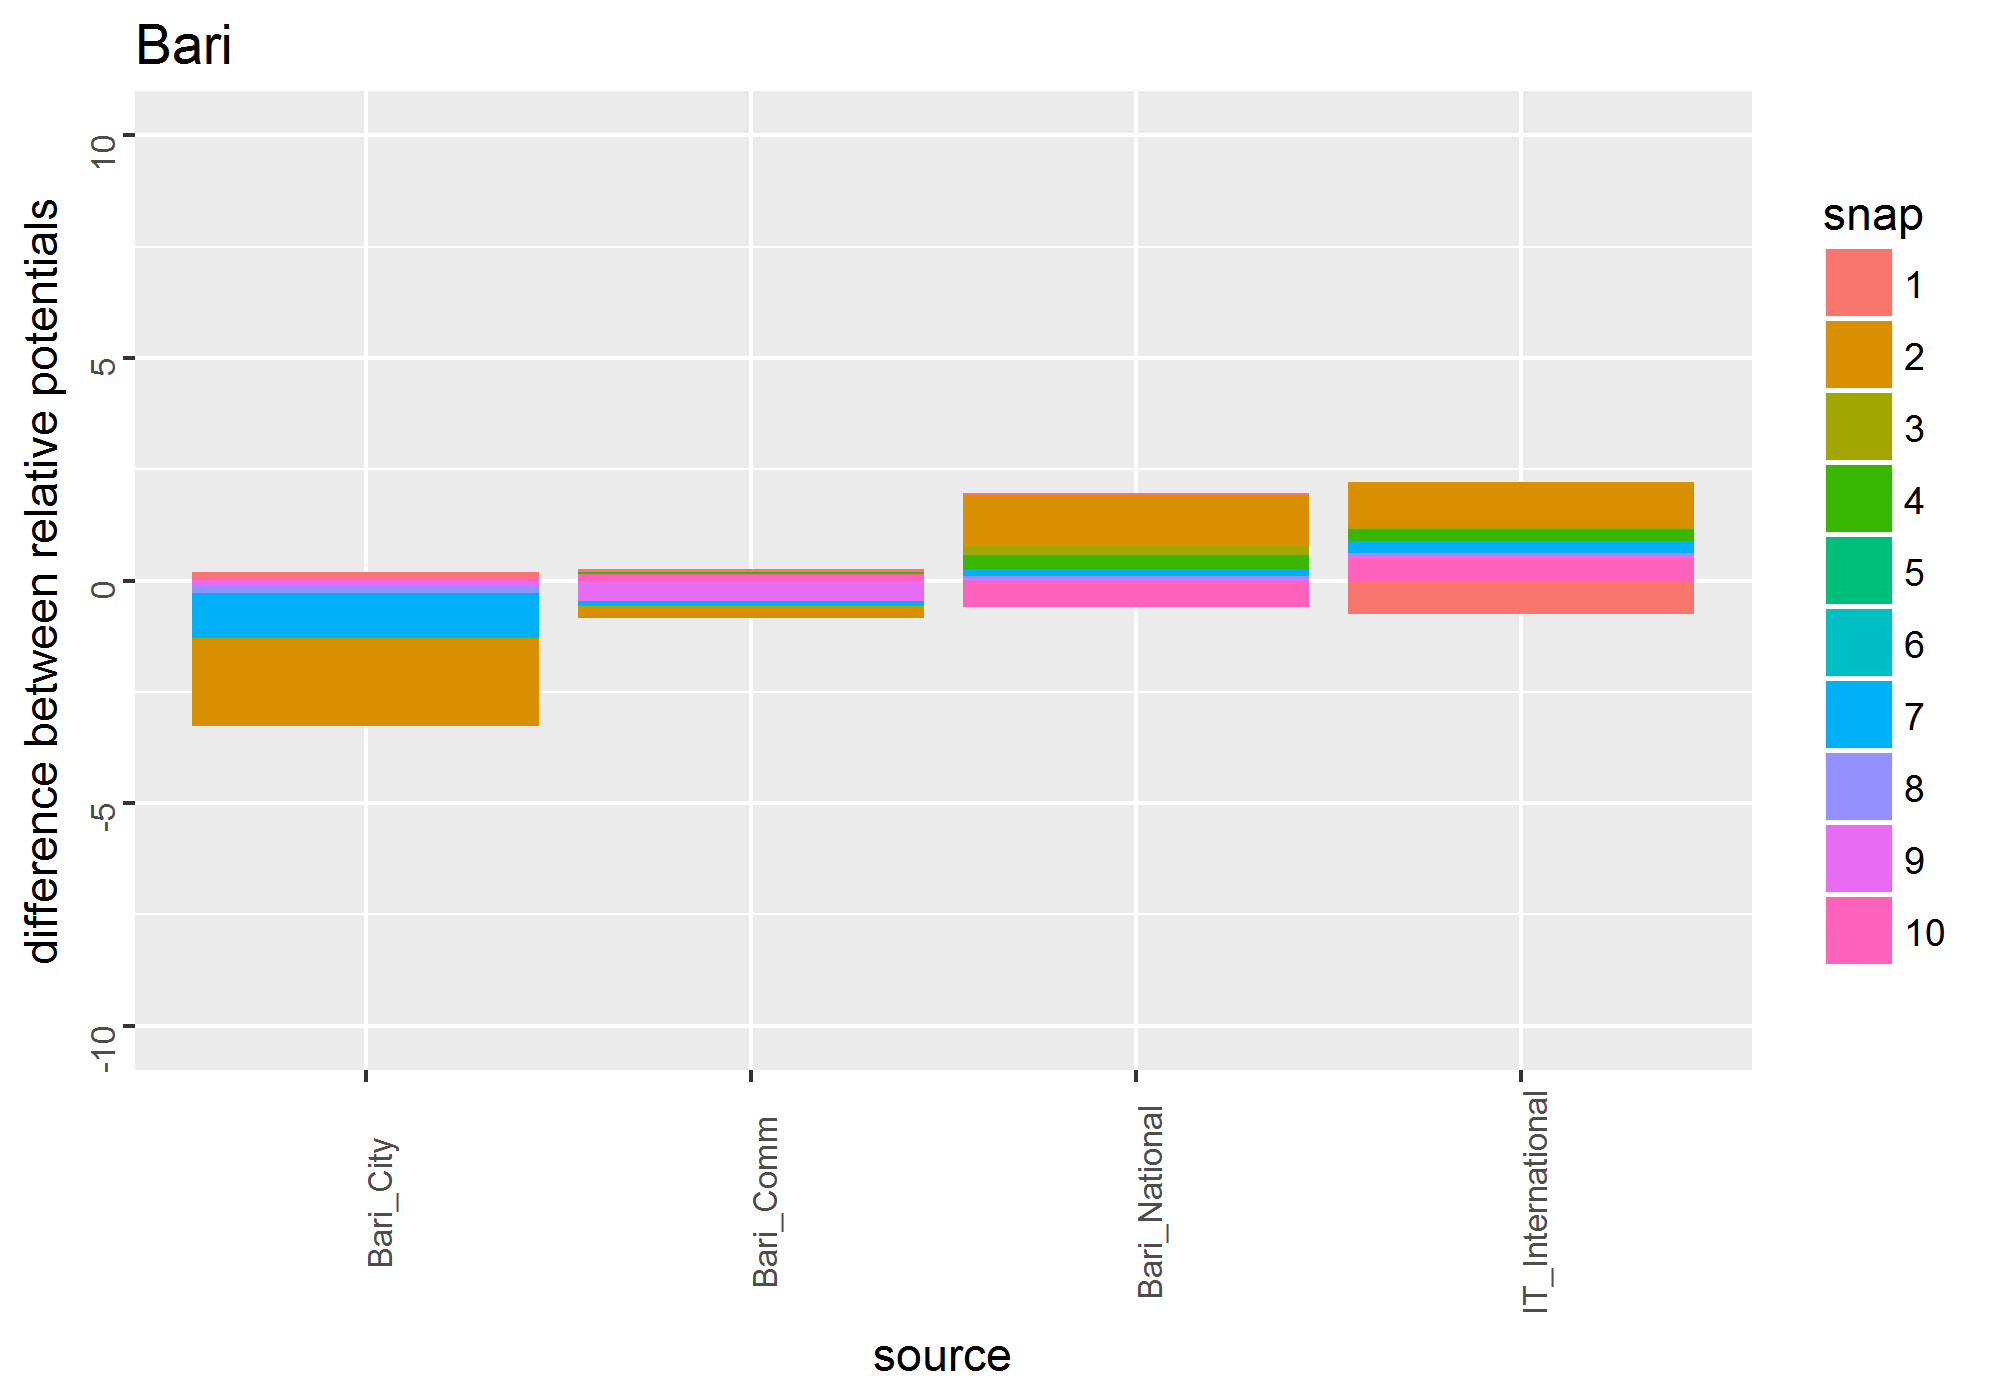 Bari
difference between relative potentials
10
5
0
-5
-10
Bari_City
Bari_Comm
Bari_National
IT_International
source
snap
1
2
3
4
5
6
7
8
9
10